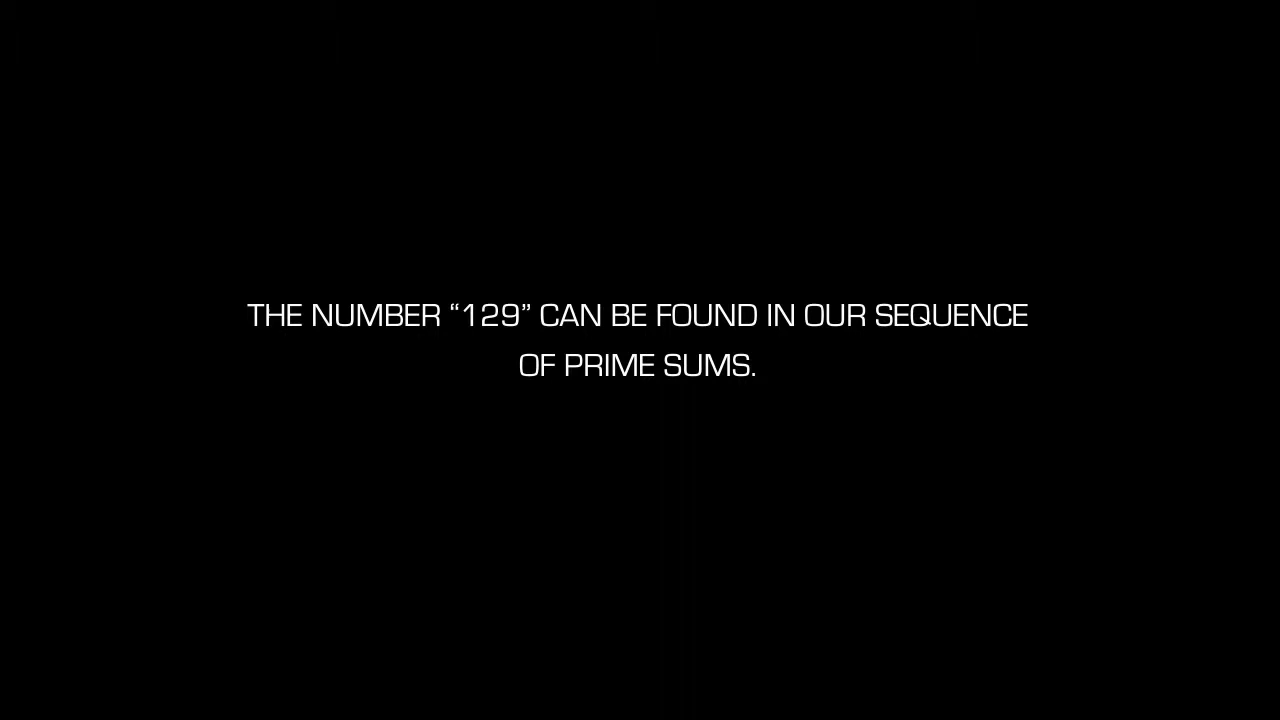 THE NUMBER “129” CAN BE FOUND IN OUR SEQUENCE
OF PRIME SUMS.